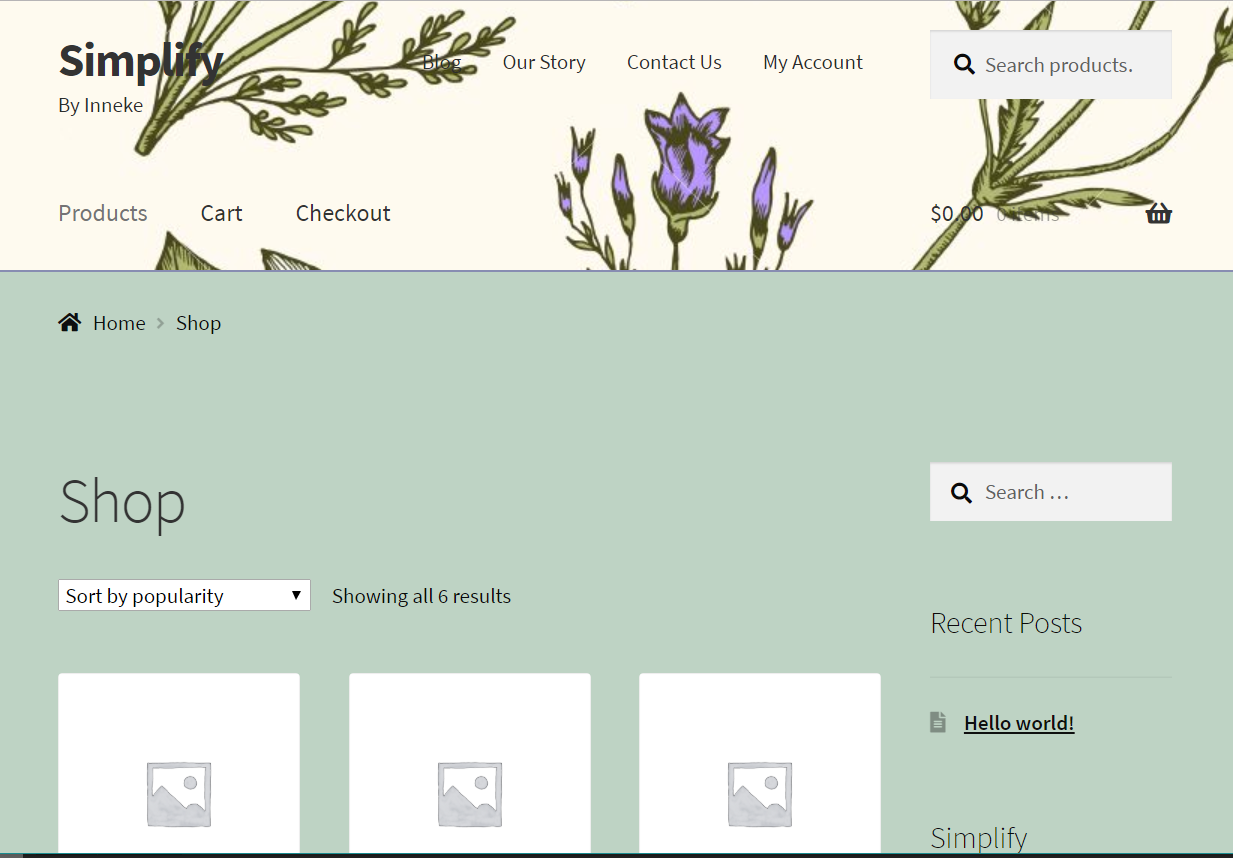 Simplify
By Inneke
Blog Our Story Contact Us My Account
Search products.
Products Cart Checkout
$0.00 0 items
Home Shop
Shop
Search …
Sort by popularity Showing all 6 results
Recent Posts
Hello world!
Simplify